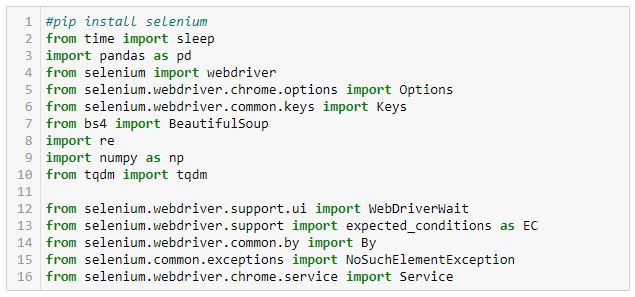 1 #pip install selenium
2 from time import sleep
3 import pandas as pd
4 from selenium import webdriver
5 from selenium.webdriver.chrome.options import Options
6 from selenium.webdriver.common.keys import Keys
7 from bs4 import BeautifulSoup
8 import re
9 import numpy as np
10 from tqdm import tqdm
11
12 from selenium.webdriver.support.ui import WebDriverWait
13 from selenium.webdriver.support import expected_conditions as EC
14 from selenium.webdriver.common.by import By
15 from selenium.common.exceptions import NoSuchElementException
16 from selenium.webdriver.chrome.service import Service